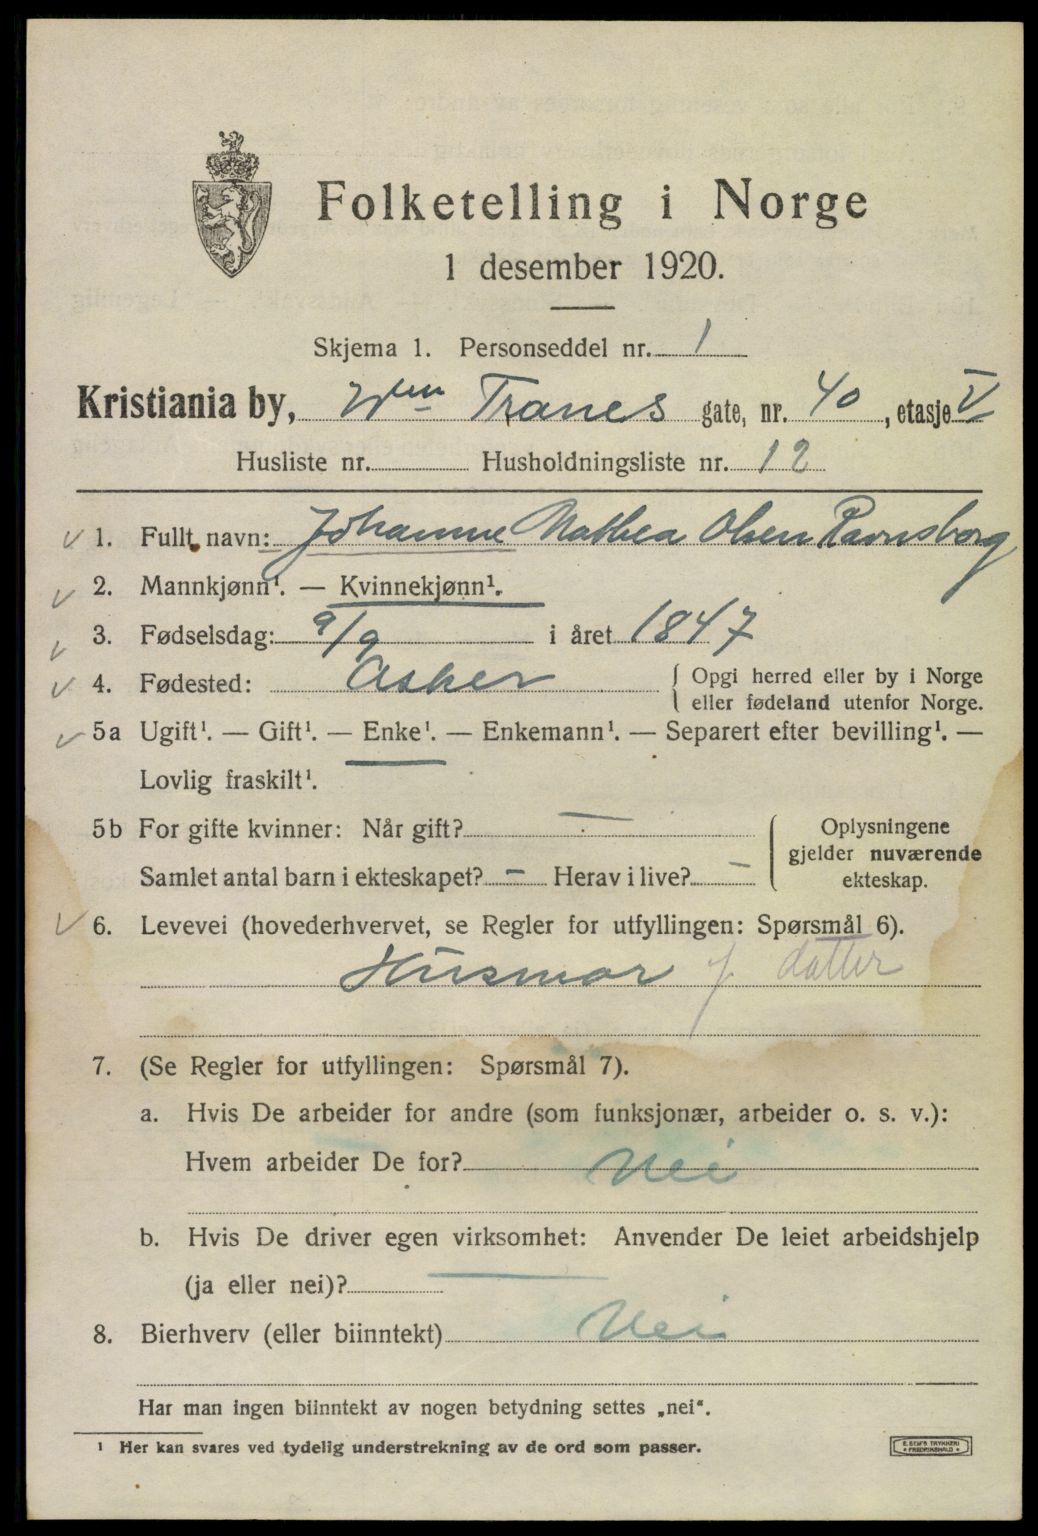 Folketelling i Norge
1 desember 1920.
Skjema 1. Personseddel nr. 1
Kristiania by, Wm Tranes gate, nr. 40, etasje V
Husliste nr. Husholdningsliste nr. 12
1. Fullt navn: Johanne Mathea Olsen Ravnsborg
2. Mannkjønn¹. — Kvinnekjønn¹.
3. Fødselsdag: 9/9 i året 1847
4. Fødested: Asker { Opgi herred eller by i Norge
eller fødeland utenfor Norge.
5a Ugift¹. — Gift¹. — Enke¹. — Enkemann¹. — Separert efter bevilling¹. —
Lovlig fraskilt¹.
5b For gifte kvinner: Når gift? — { Oplysningene
gjelder nuværende
ekteskap.
Samlet antal barn i ekteskapet? — Herav i live? —
6. Levevei (hovederhvervet, se Regler for utfyllingen: Spørsmål 6).
Husmor f. datter
7. (Se Regler for utfyllingen: Spørsmål 7).
a. Hvis De arbeider for andre (som funksjonær, arbeider o. s. v.):
Hvem arbeider De for? Nei
b. Hvis De driver egen virksomhet: Anvender De leiet arbeidshjelp
(ja eller nei)? —
8. Bierhverv (eller biinntekt) Nei
Har man ingen biinntekt av nogen betydning settes „nei“.
¹ Her kan svares ved tydelig understrekning av de ord som passer.
E. SEM'S TRYKKERI
FREDRIKSHALD